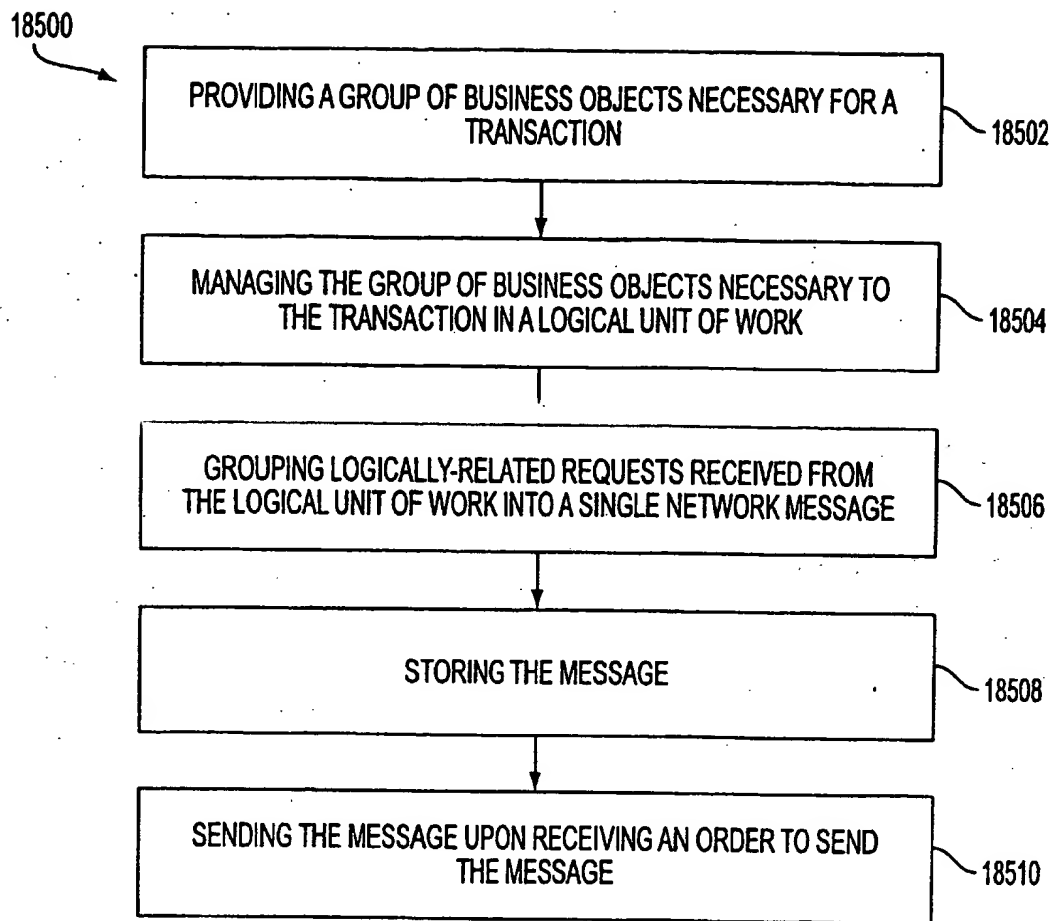 18500
PROVIDING A GROUP OF BUSINESS OBJECTS NECESSARY FOR A
TRANSACTION
18502
MANAGING THE GROUP OF BUSINESS OBJECTS NECESSARY TO
THE TRANSACTION IN A LOGICAL UNIT OF WORK
18504
GROUPING LOGICALLY-RELATED REQUESTS RECEIVED FROM
THE LOGICAL UNIT OF WORK INTO A SINGLE NETWORK MESSAGE
18506
STORING THE MESSAGE
18508
SENDING THE MESSAGE UPON RECEIVING AN ORDER TO SEND
THE MESSAGE
18510